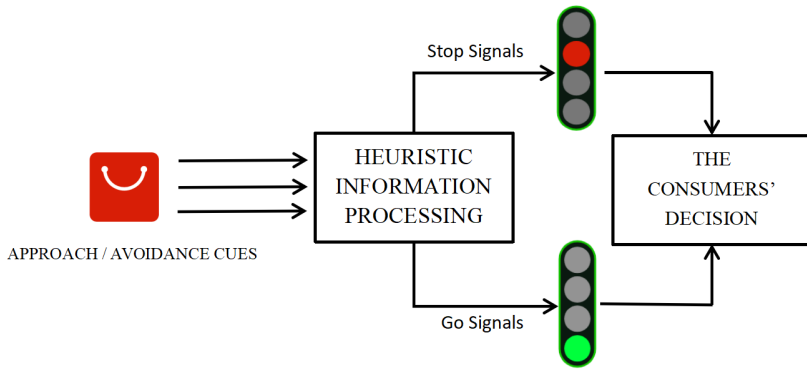 Stop Signals
HEURISTIC
INFORMATION
PROCESSING
THE
CONSUMERS’
DECISION
APPROACH / AVOIDANCE CUES
Go Signals